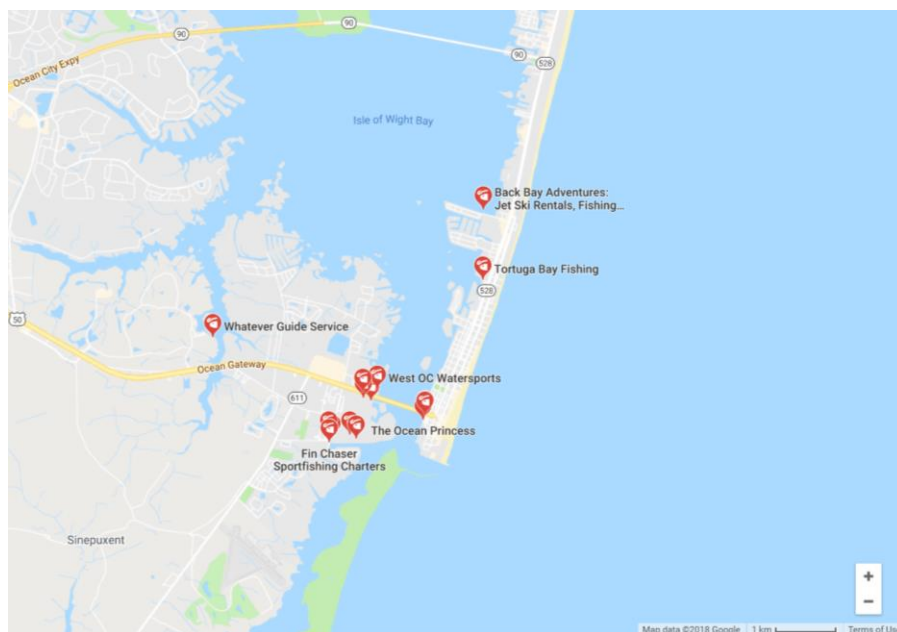 90
90
90
528
Ocean City Expy
Isle of Wight Bay
Back Bay Adventures:
Jet Ski Rentals, Fishing...
Tortuga Bay Fishing
528
50
Whatever Guide Service
Ocean Gateway
West OC Watersports
611
The Ocean Princess
Fin Chaser
Sportfishing Charters
Sinepuxent
+
−
Map data ©2018 Google
1 km
Terms of Us